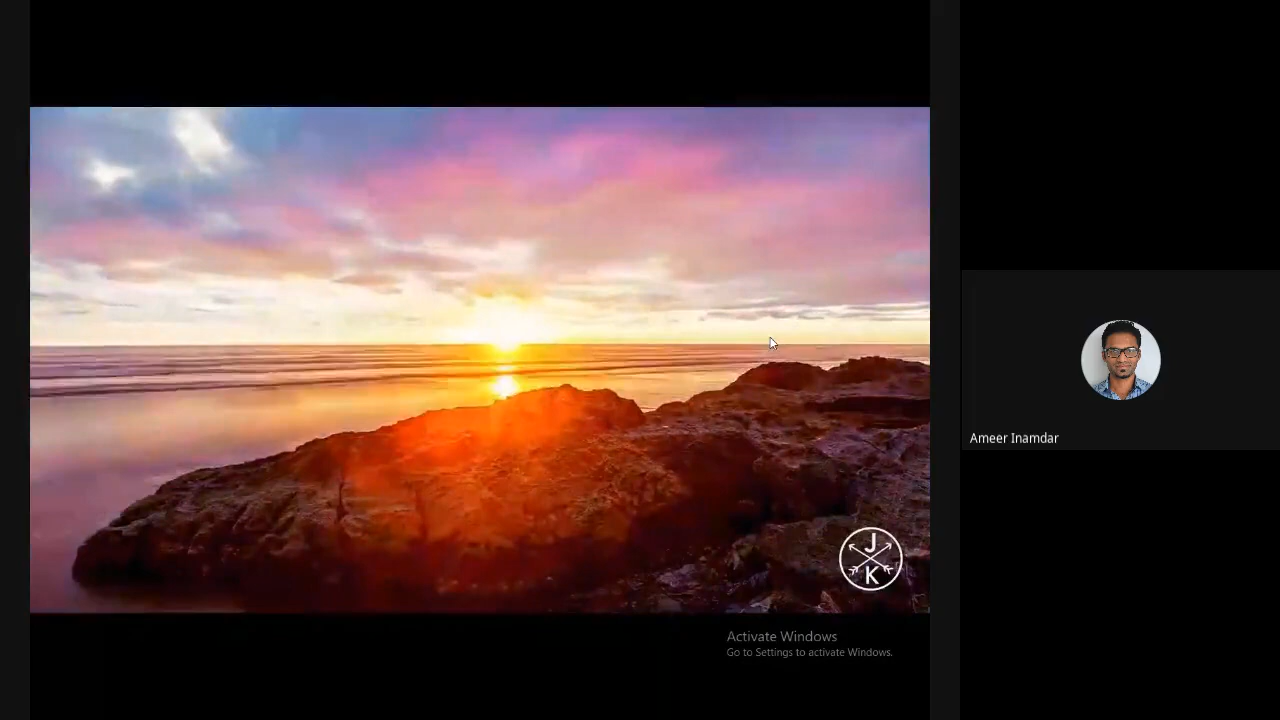 J
K
Activate Windows
Go to Settings to activate Windows.
Ameer Inamdar